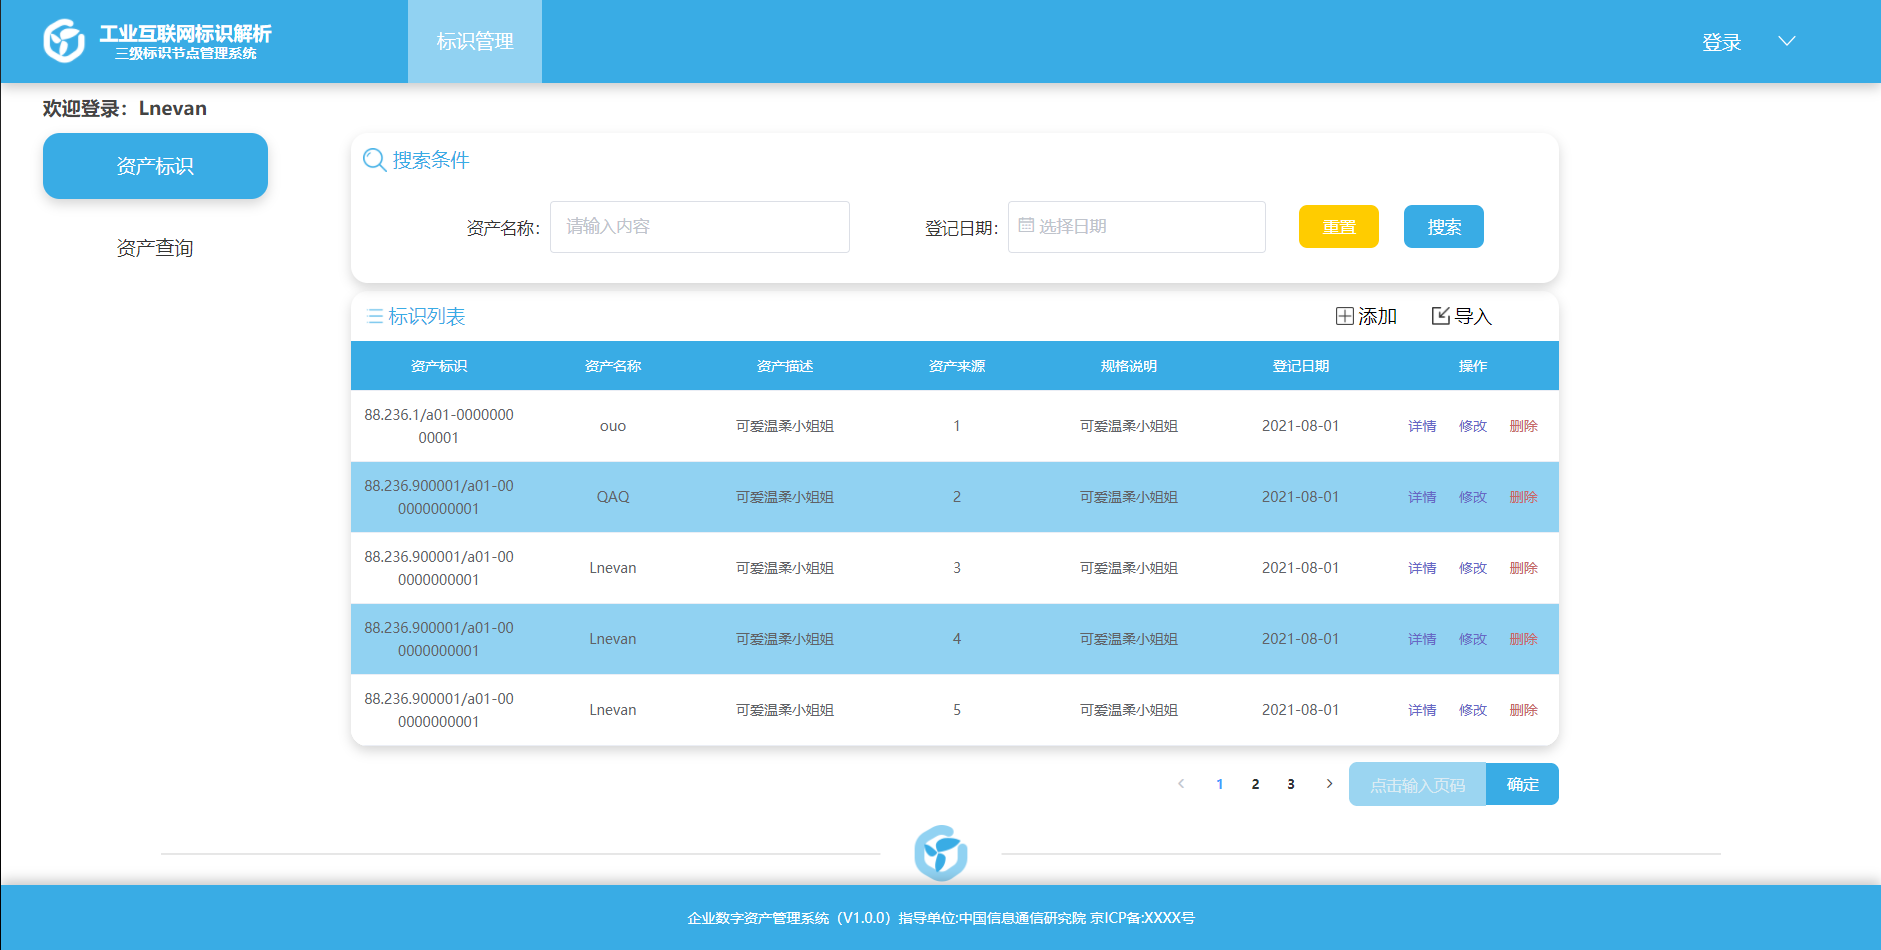 工业互联网标识解析
三级标识节点管理系统
标识管理
登录
欢迎登录：Lnevan
资产标识
资产查询
搜索条件
资产名称： 请输入内容 登记日期： 选择日期 重置 搜索
标识列表 添加 导入
资产标识 资产名称 资产描述 资产来源 规格说明 登记日期 操作
88.236.1/a01-0000000
00001 ouo 可爱温柔小姐姐 1 可爱温柔小姐姐 2021-08-01 详情 修改 删除
88.236.900001/a01-00
0000000001 QAQ 可爱温柔小姐姐 2 可爱温柔小姐姐 2021-08-01 详情 修改 删除
88.236.900001/a01-00
0000000001 Lnevan 可爱温柔小姐姐 3 可爱温柔小姐姐 2021-08-01 详情 修改 删除
88.236.900001/a01-00
0000000001 Lnevan 可爱温柔小姐姐 4 可爱温柔小姐姐 2021-08-01 详情 修改 删除
88.236.900001/a01-00
0000000001 Lnevan 可爱温柔小姐姐 5 可爱温柔小姐姐 2021-08-01 详情 修改 删除
1 2 3 点击输入页码 确定
企业数字资产管理系统（V1.0.0）指导单位:中国信息通信研究院 京ICP备:XXXX号